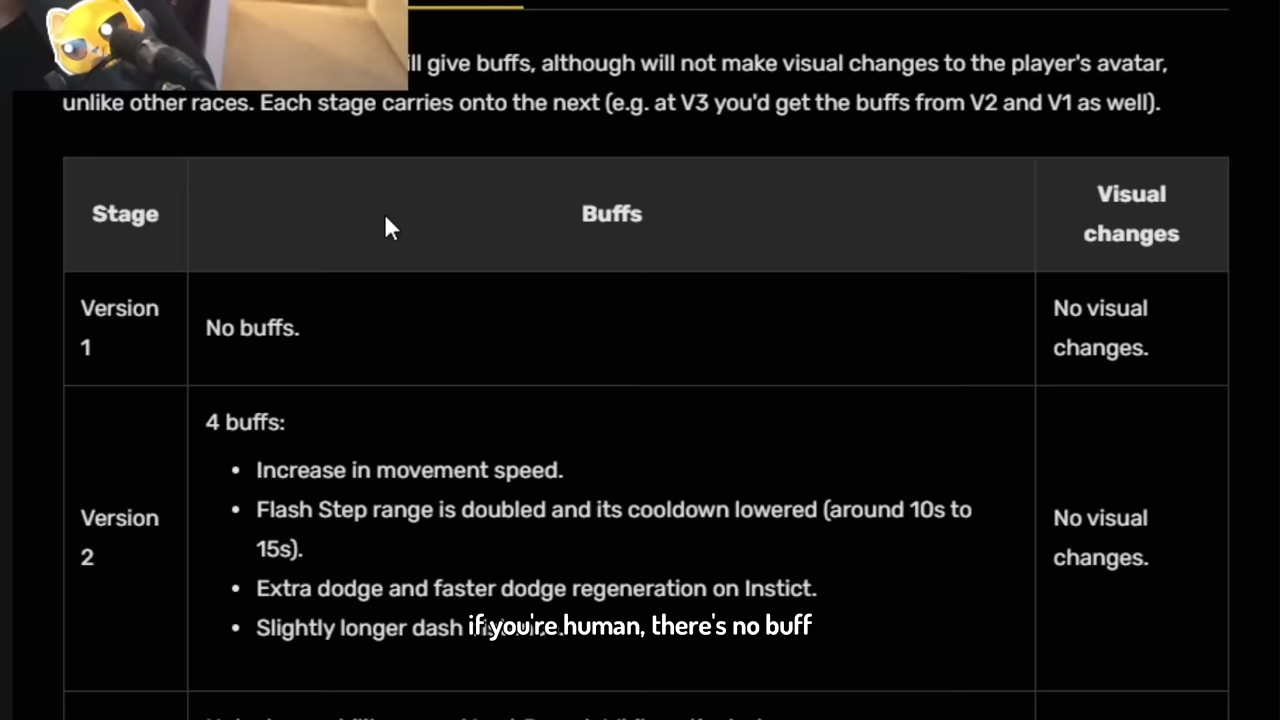 ill give buffs, although will not make visual changes to the player's avatar,
unlike other races. Each stage carries onto the next (e.g. at V3 you'd get the buffs from V2 and V1 as well).
Stage
Buffs
Visual
changes
Version
1
No buffs.
No visual
changes.
Version
2
4 buffs:
• Increase in movement speed.
• Flash Step range is doubled and its cooldown lowered (around 10s to
15s).
• Extra dodge and faster dodge regeneration on Instict.
• Slightly longer dash
No visual
changes.
if you're human, there's no buff